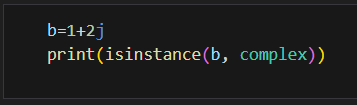 b=1+2j
print(isinstance(b, complex))